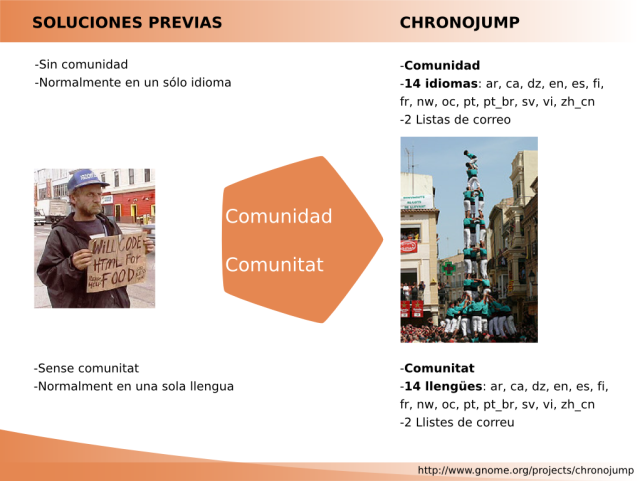 SOLUCIONES PREVIAS
CHRONOJUMP
-Sin comunidad
-Normalmente en un sólo idioma
-Comunidad
-14 idiomas: ar, ca, dz, en, es, fi,
fr, nw, oc, pt, pt_br, sv, vi, zh_cn
-2 Listas de correo
WILL CODE
HTML FOR
FOOD
Comunidad
Comunitat
-Sense comunitat
-Normalment en una sola llengua
-Comunitat
-14 llengües: ar, ca, dz, en, es, fi,
fr, nw, oc, pt, pt_br, sv, vi, zh_cn
-2 Llistes de correu
http://www.gnome.org/projects/chronojump